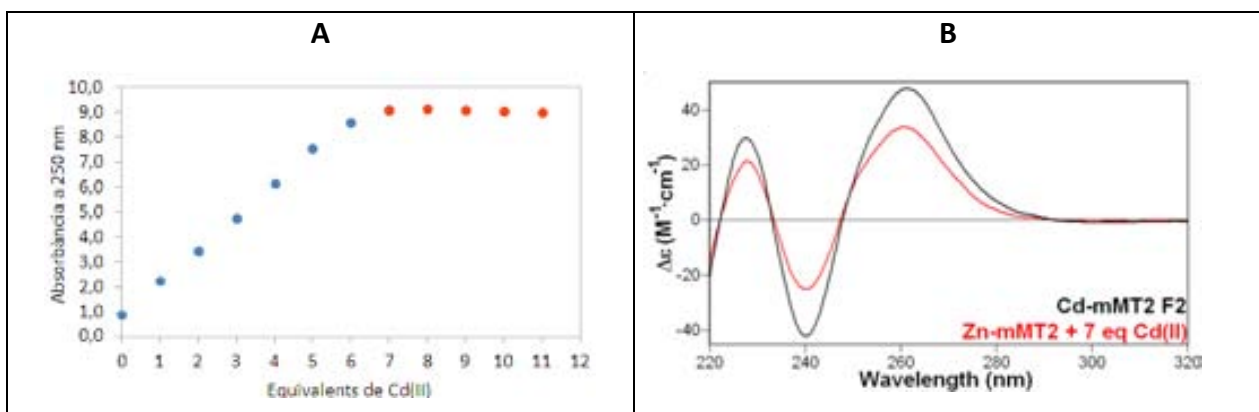 A
B
Absorbància a 250 nm
10,0
9,0
8,0
7,0
6,0
5,0
4,0
3,0
2,0
1,0
0,0
0 1 2 3 4 5 6 7 8 9 10 11 12
Equivalents de Cd(II)
Δε (M⁻¹·cm⁻¹)
40
20
0
-20
-40
Cd-mMT2 F2
Zn-mMT2 + 7 eq Cd(II)
220 240 260 280 300 320
Wavelength (nm)